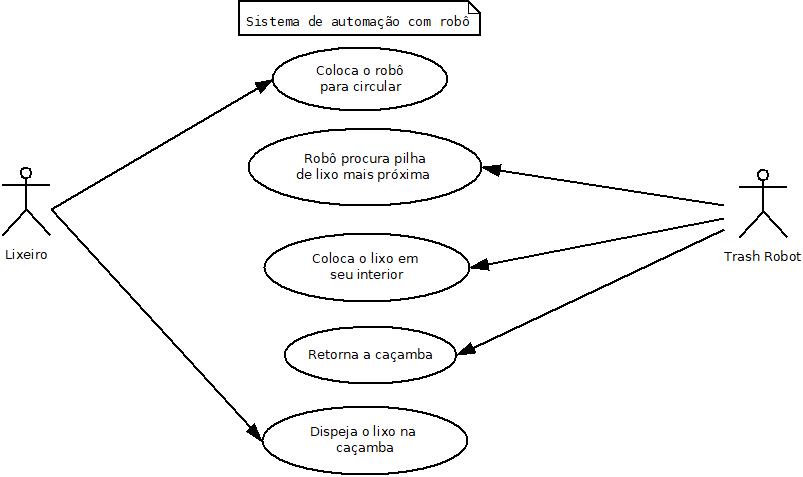 Sistema de automação com robô
Coloca o robô
para circular
Robô procura pilha
de lixo mais próxima
Lixeiro
Trash Robot
Coloca o lixo em
seu interior
Retorna a caçamba
Dispeja o lixo na
caçamba